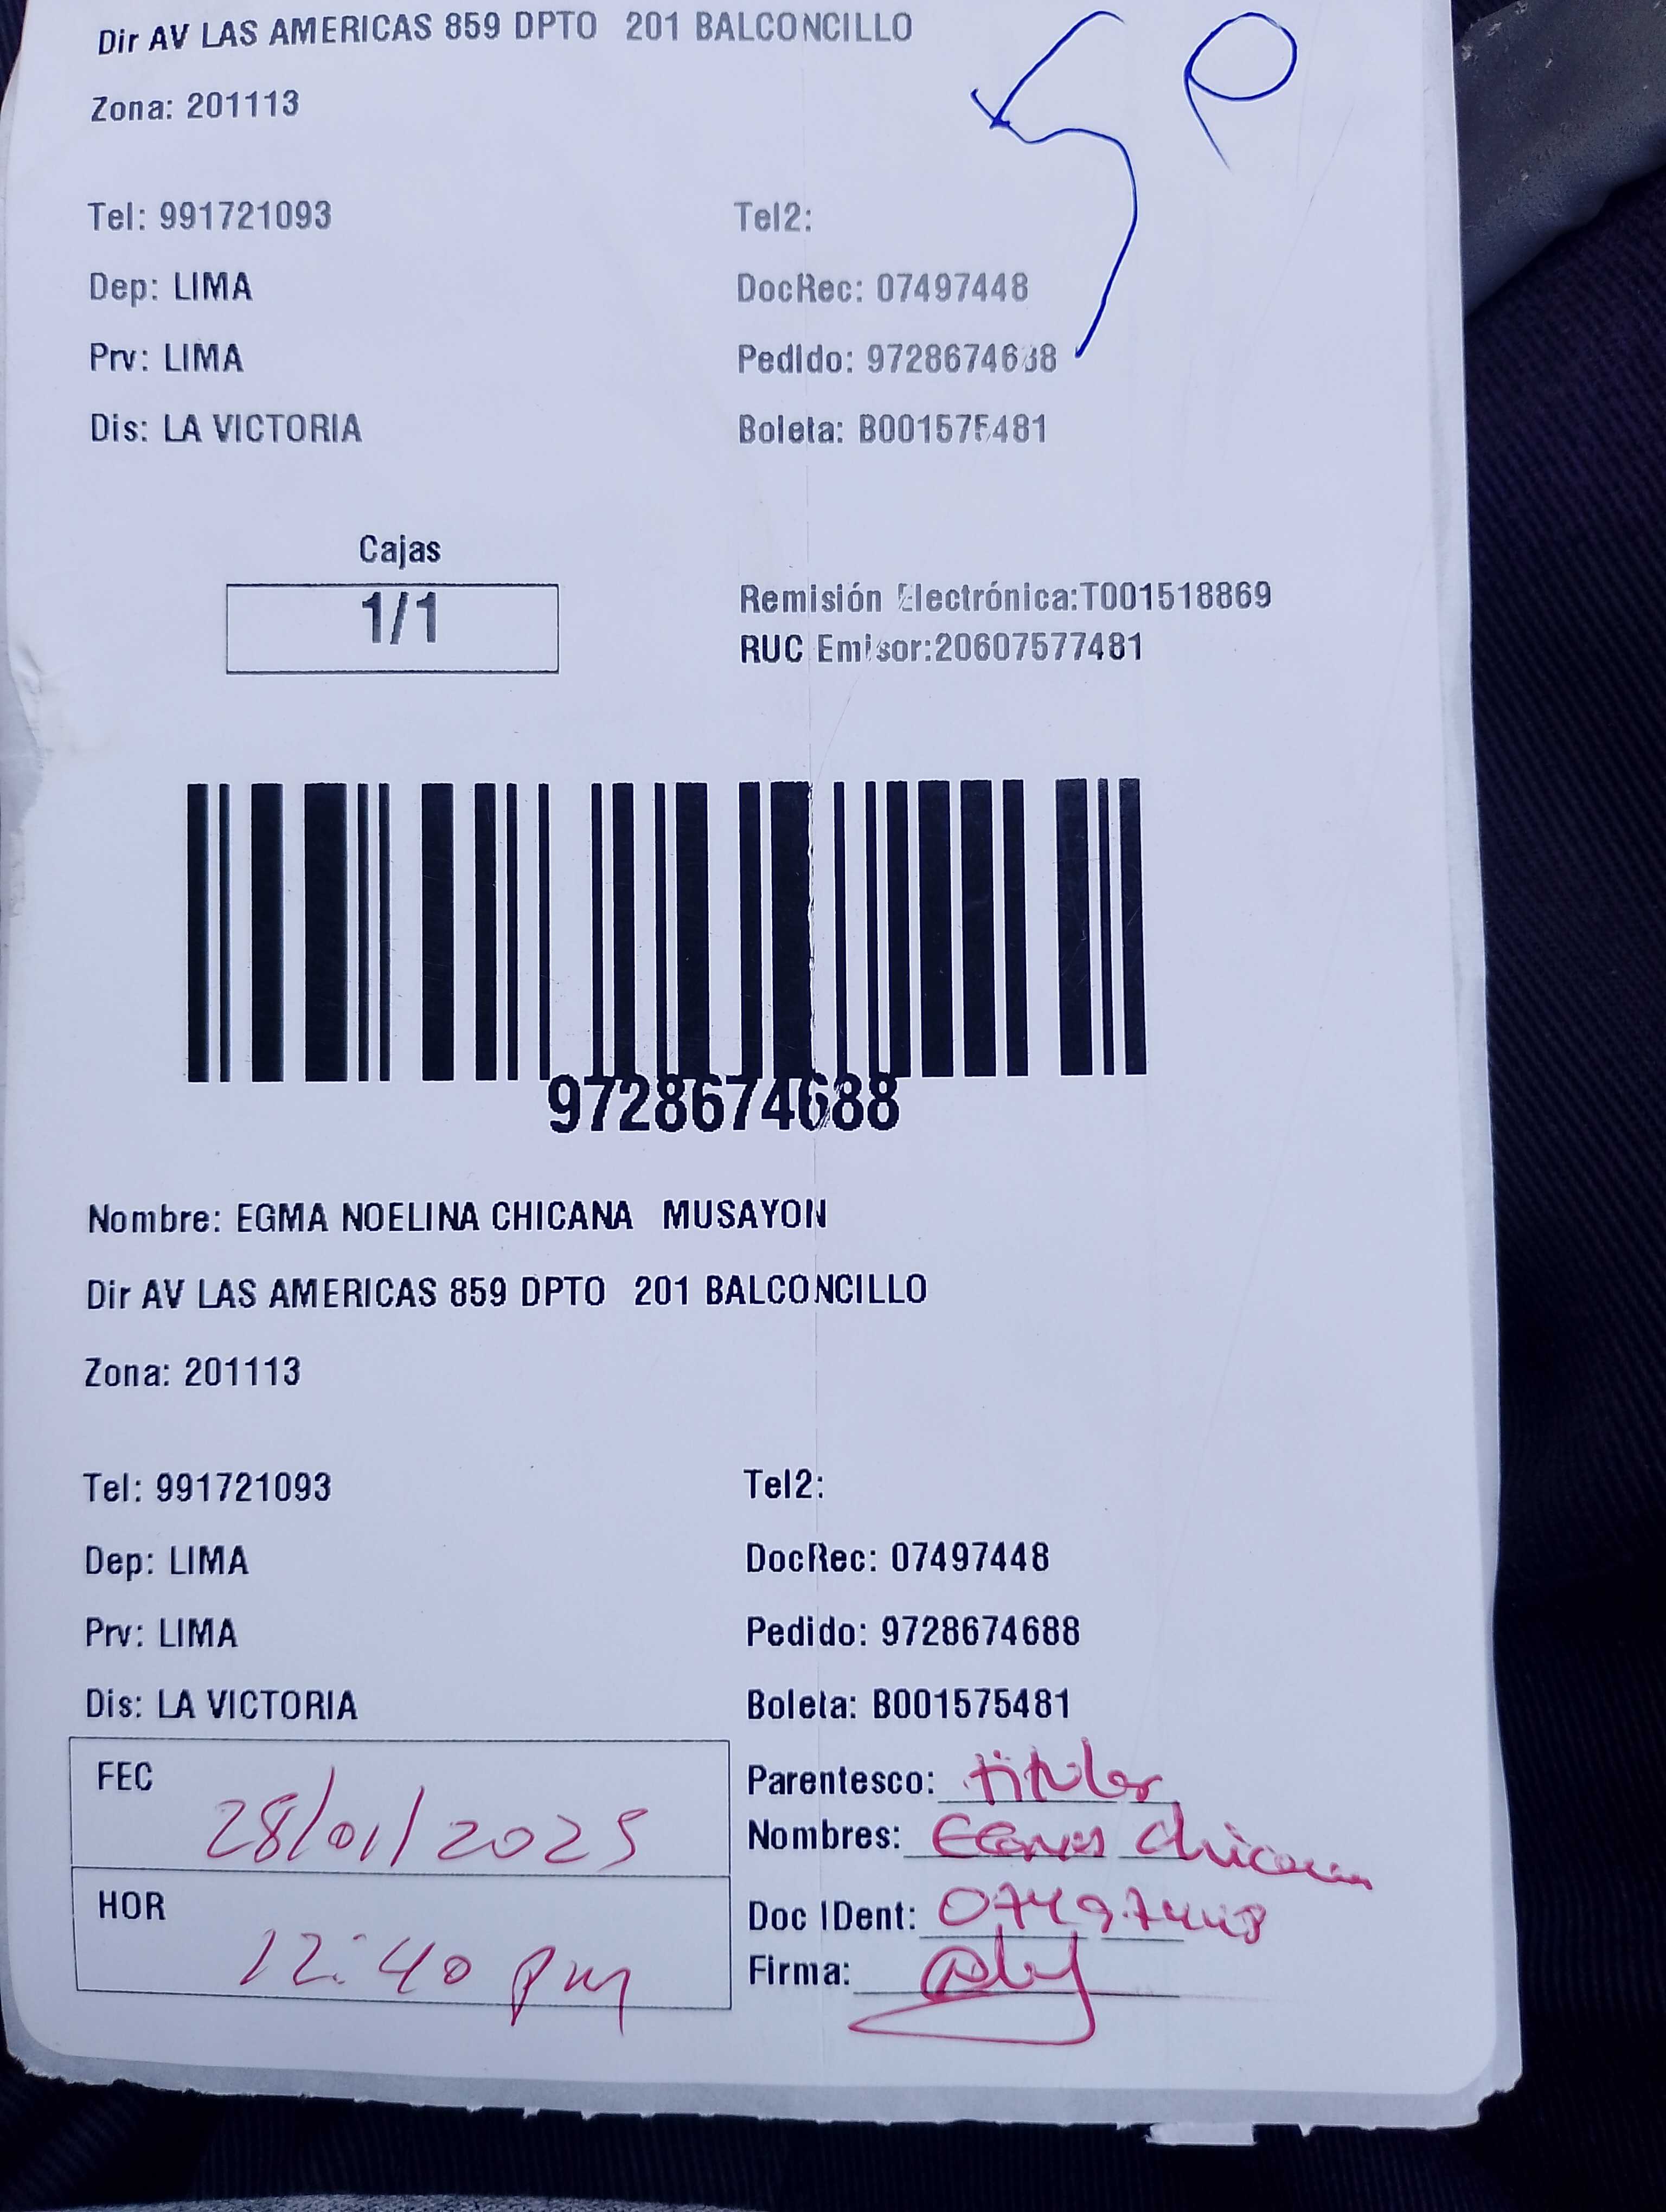 Dir AV LAS AMERICAS 859 DPTO 201 BALCONCILLO
Zona: 201113
Tel: 991721093 Tel2:
Dep: LIMA DocRec: 07497448
Prv: LIMA Pedido: 9728674688
Dis: LA VICTORIA Boleta: B001575481
Cajas
1/1
Remisión Electrónica:T001518869
RUC Emisor:20607577481
9728674688
Nombre: EGMA NOELINA CHICANA MUSAYON
Dir AV LAS AMERICAS 859 DPTO 201 BALCONCILLO
Zona: 201113
Tel: 991721093 Tel2:
Dep: LIMA DocRec: 07497448
Prv: LIMA Pedido: 9728674688
Dis: LA VICTORIA Boleta: B001575481
FEC 28/01/2025
HOR 12:40 pm
Parentesco: titular
Nombres: Chicana
Doc IDent: 07497448
Firma: